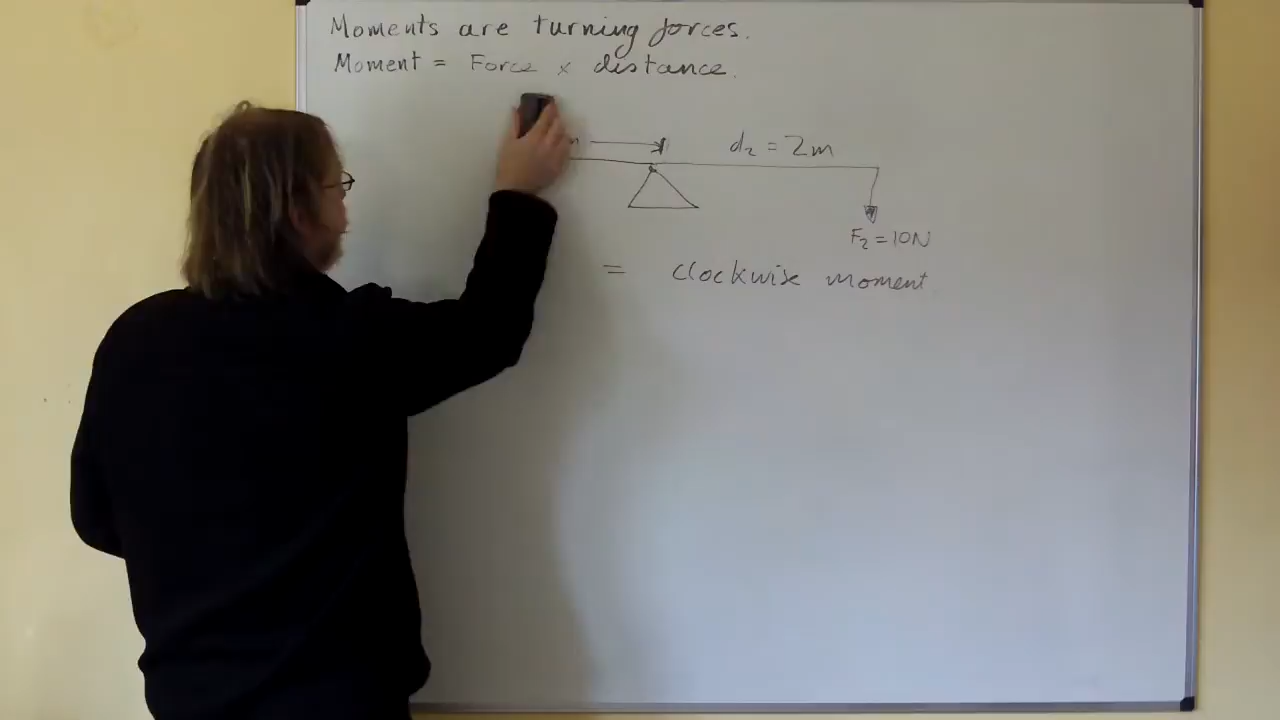 Moments are turning forces.
Moment = Force x distance.
d₂ = 2m
F₂ = 10N
= clockwise moment